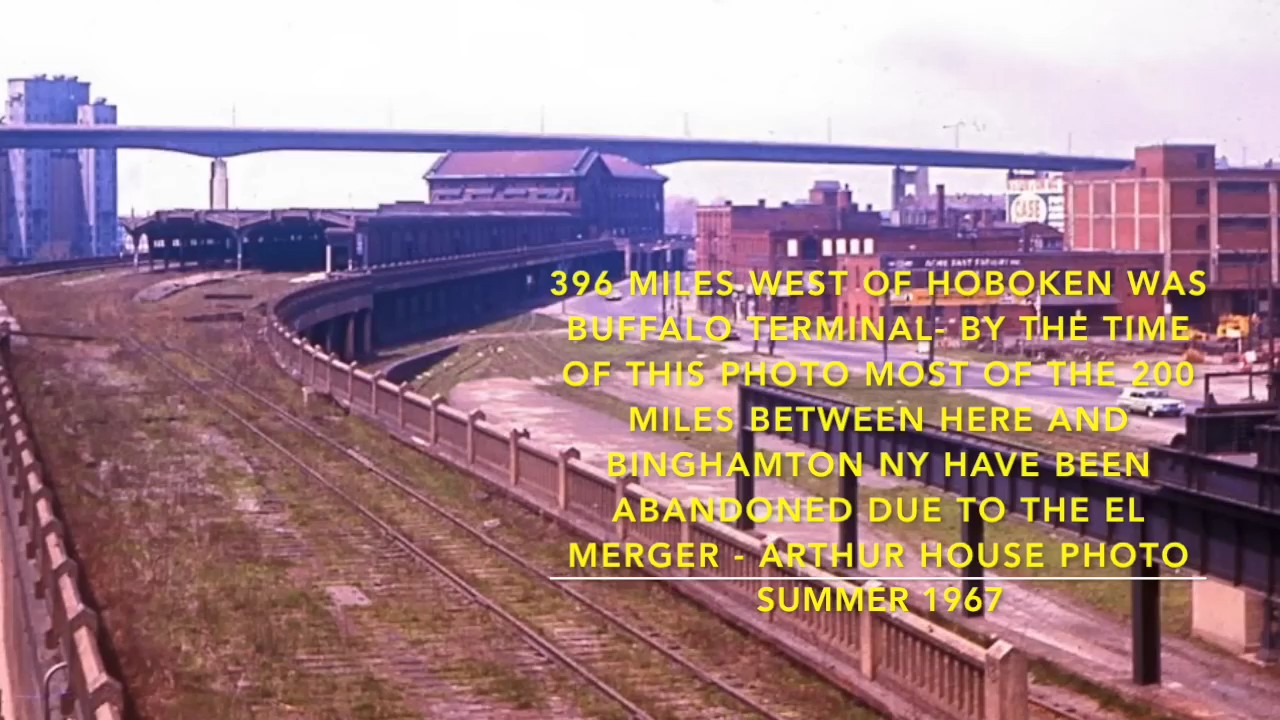 CASE
396 MILES WEST OF HOBOKEN WAS
BUFFALO TERMINAL- BY THE TIME
OF THIS PHOTO MOST OF THE 200
MILES BETWEEN HERE AND
BINGHAMTON NY HAVE BEEN
ABANDONED DUE TO THE EL
MERGER - ARTHUR HOUSE PHOTO
SUMMER 1967